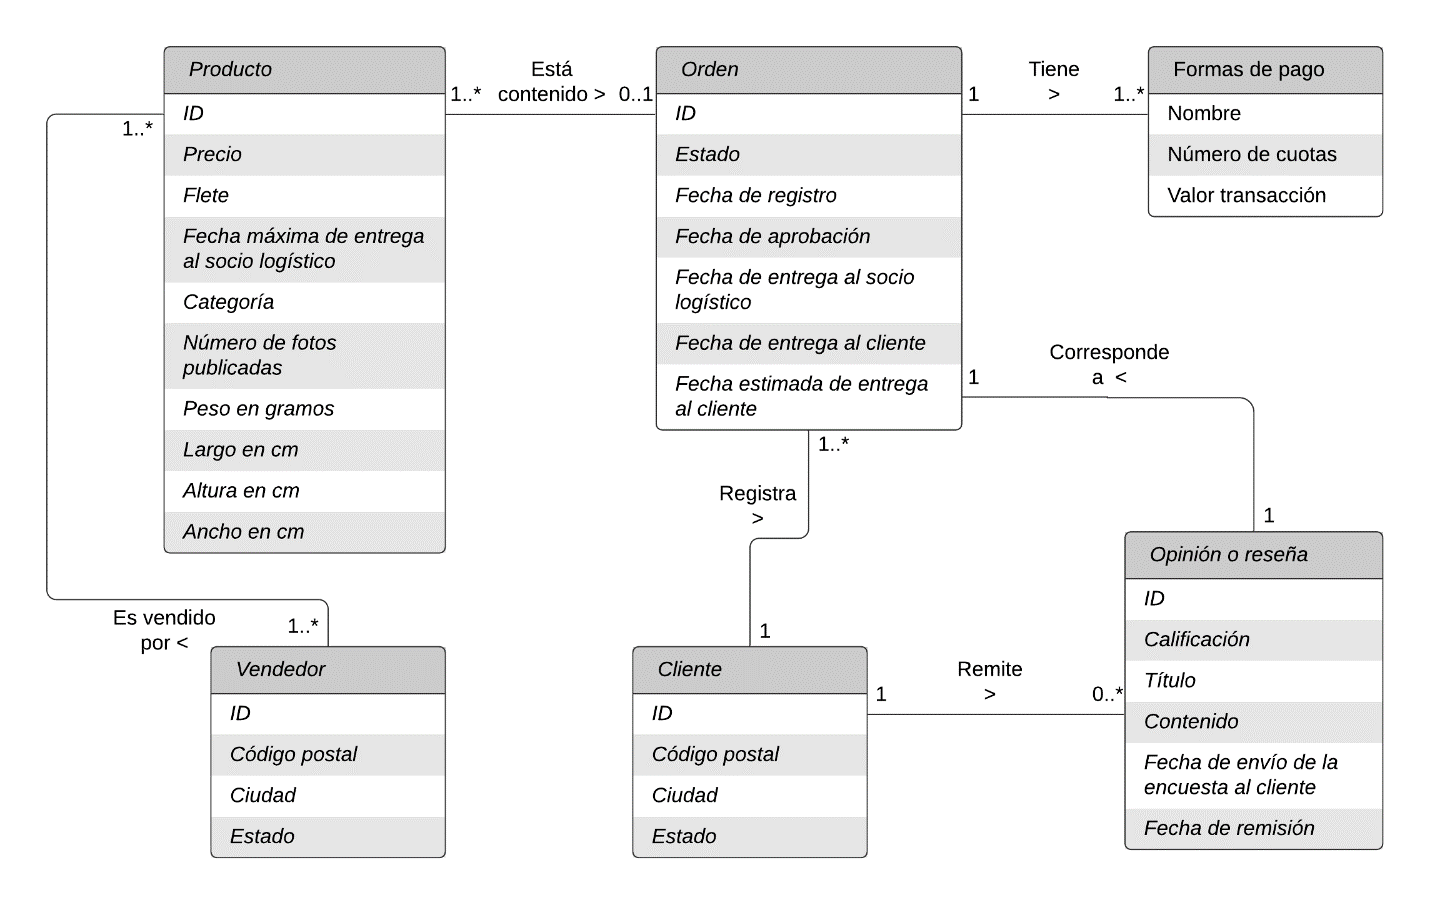 Producto
ID
Precio
Flete
Fecha máxima de entrega
al socio logístico
Categoría
Número de fotos
publicadas
Peso en gramos
Largo en cm
Altura en cm
Ancho en cm
1..*
1..*
Está
contenido >
0..1
Orden
ID
Estado
Fecha de registro
Fecha de aprobación
Fecha de entrega al socio
logístico
Fecha de entrega al cliente
Fecha estimada de entrega
al cliente
1
Tiene
>
1..*
Formas de pago
Nombre
Número de cuotas
Valor transacción
Corresponde
a <
1
1
1..*
Registra
>
1
Opinión o reseña
ID
Calificación
Título
Contenido
Fecha de envío de la
encuesta al cliente
Fecha de remisión
Es vendido
por <
1..*
Vendedor
ID
Código postal
Ciudad
Estado
Cliente
ID
Código postal
Ciudad
Estado
1
Remite
>
0..*